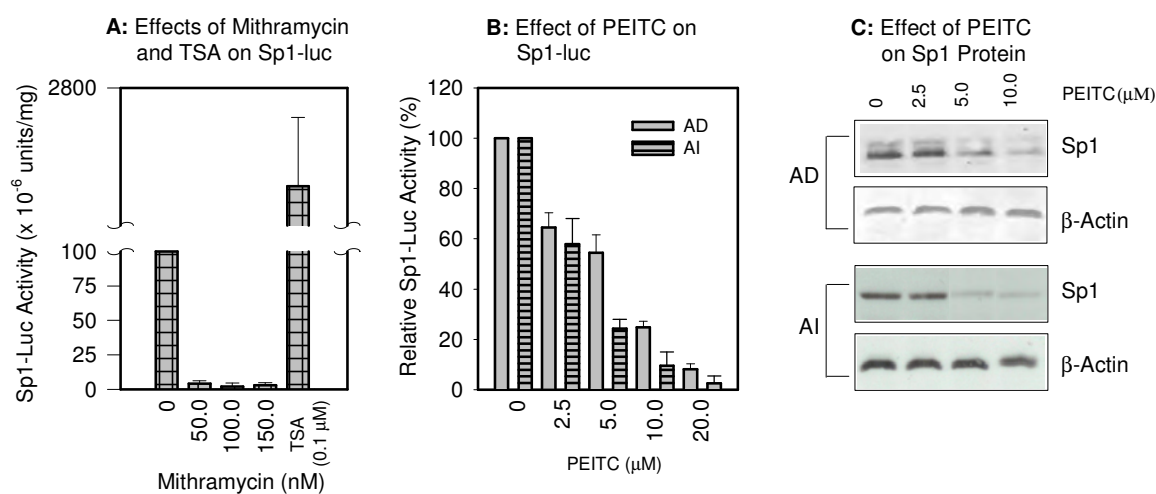 A: Effects of Mithramycin
and TSA on Sp1-luc
Sp1-Luc Activity (x 10-6 units/mg)
2800
100
75
50
25
0
0
50.0
100.0
150.0
TSA
(0.1 μM)
Mithramycin (nM)
B: Effect of PEITC on
Sp1-luc
Relative Sp1-Luc Activity (%)
120
100
80
60
40
20
0
AD
AI
0
2.5
5.0
10.0
20.0
PEITC (μM)
C: Effect of PEITC
on Sp1 Protein
0 2.5 5.0 10.0 PEITC(μM)
AD
Sp1
β-Actin
AI
Sp1
β-Actin